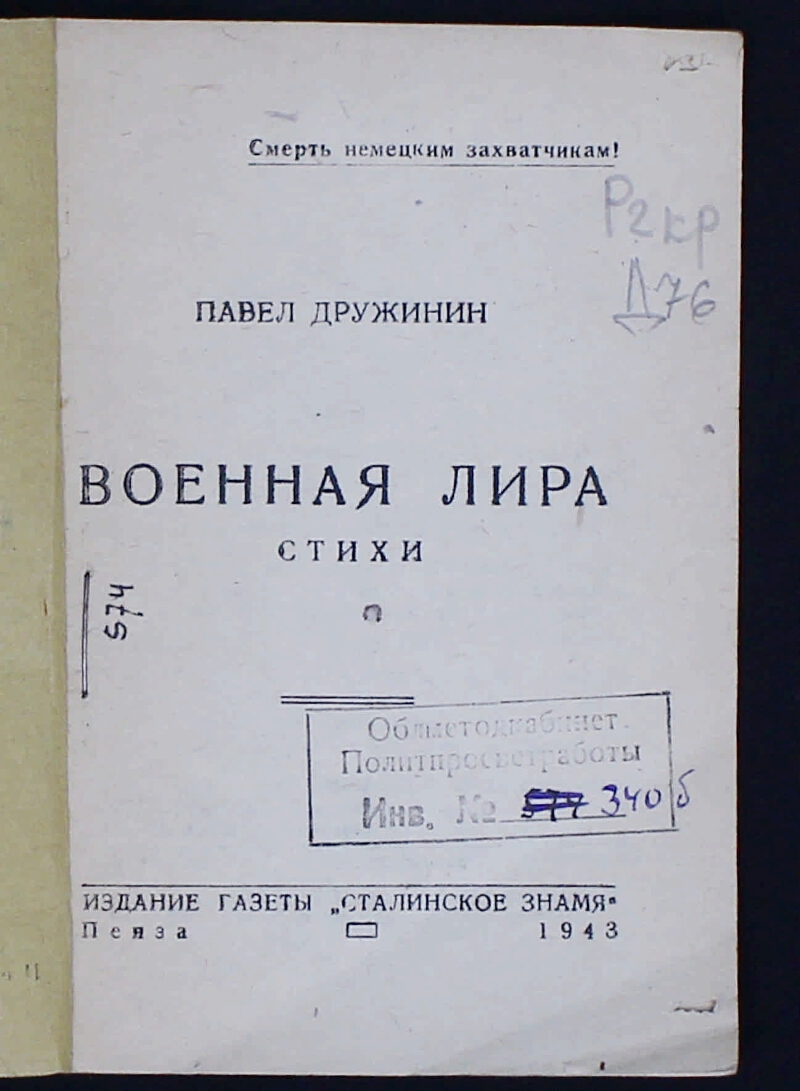 Смерть немецким захватчикам!
Р2кр
Д76
ПАВЕЛ ДРУЖИНИН
ВОЕННАЯ ЛИРА
СТИХИ
574
Облметодкабинет.
Политпросветработы
Инв. № 577 340 б
ИЗДАНИЕ ГАЗЕТЫ „СТАЛИНСКОЕ ЗНАМЯ“
Пенза 1943